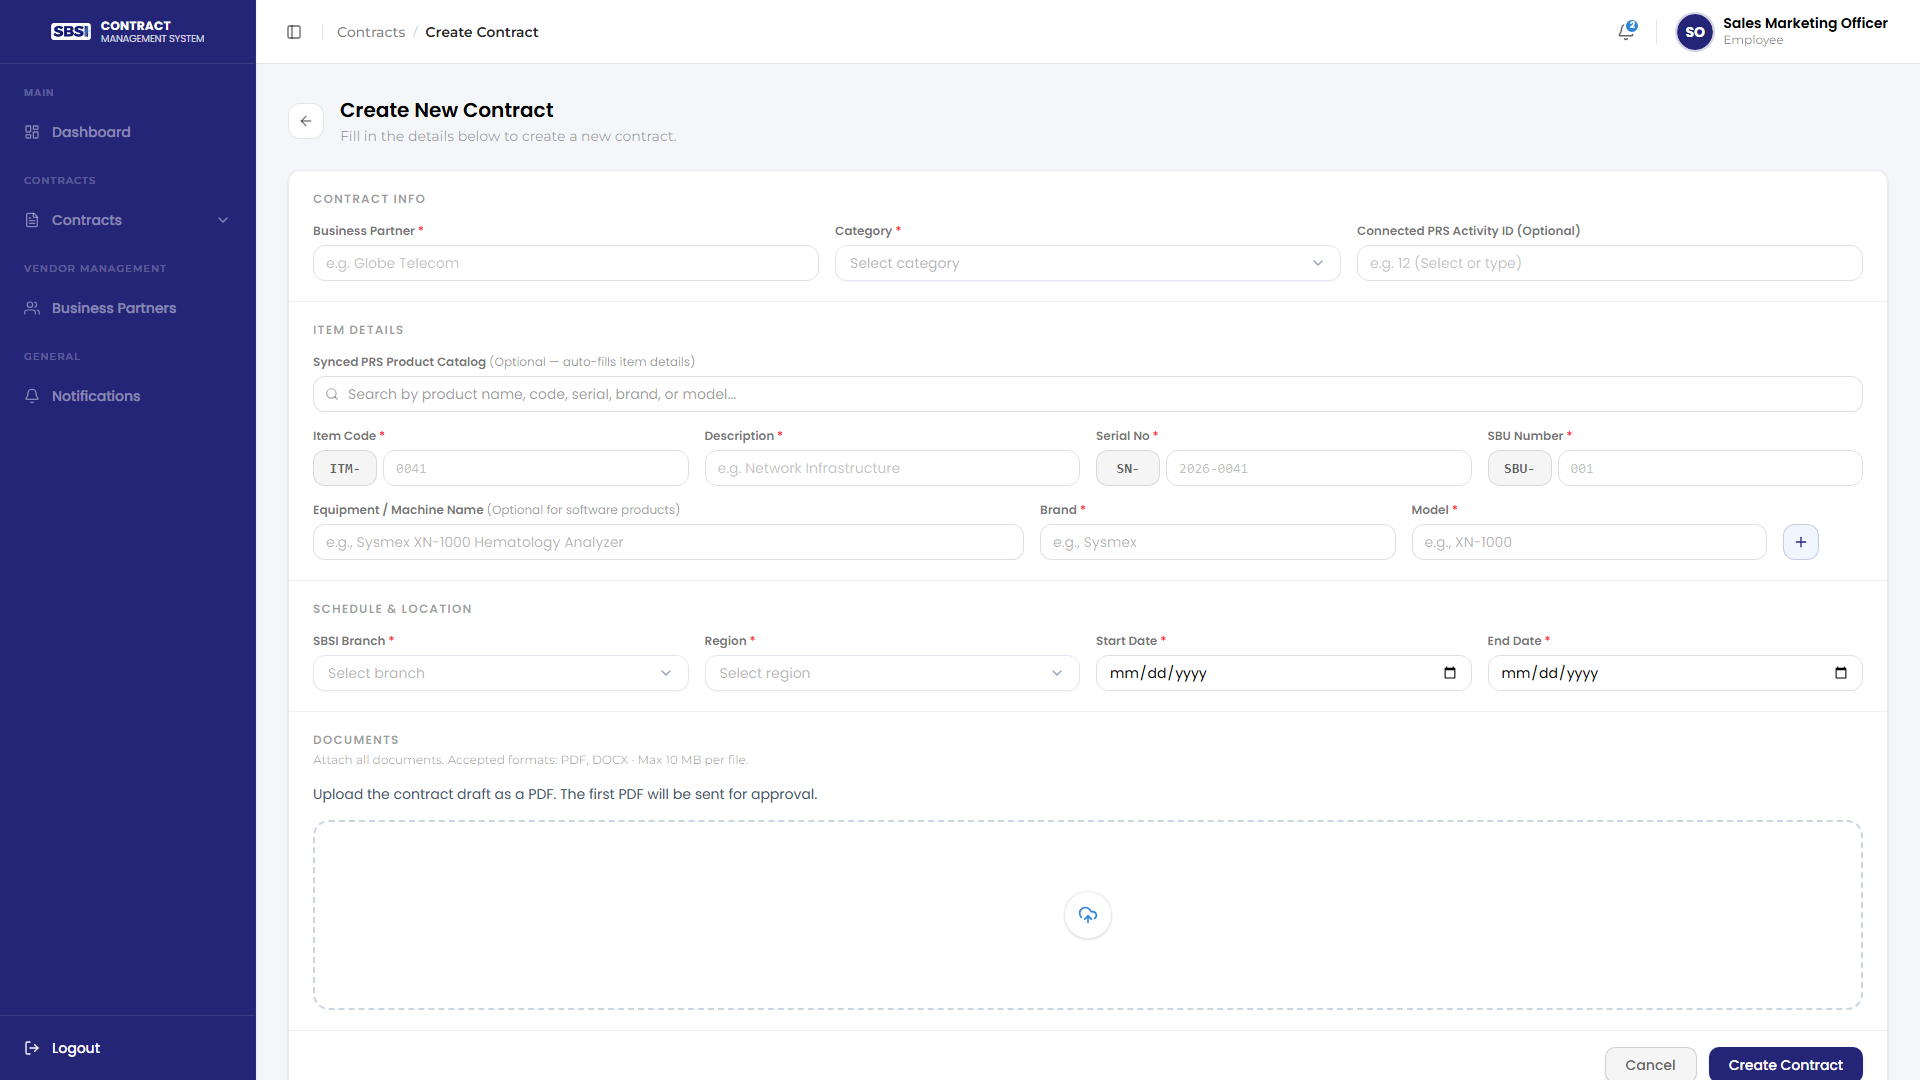 SBSI CONTRACT
MANAGEMENT SYSTEM
Contracts / Create Contract
2
SO
Sales Marketing Officer
Employee
MAIN
Dashboard
CONTRACTS
Contracts
VENDOR MANAGEMENT
Business Partners
GENERAL
Notifications
Logout
Create New Contract
Fill in the details below to create a new contract.
CONTRACT INFO
Business Partner * Category * Connected PRS Activity ID (Optional)
e.g. Globe Telecom Select category e.g. 12 (Select or type)
ITEM DETAILS
Synced PRS Product Catalog (Optional — auto-fills item details)
Search by product name, code, serial, brand, or model...
Item Code * Description * Serial No * SBU Number *
ITM- 0041 e.g. Network Infrastructure SN- 2026-0041 SBU- 001
Equipment / Machine Name (Optional for software products) Brand * Model *
e.g., Sysmex XN-1000 Hematology Analyzer e.g., Sysmex e.g., XN-1000 +
SCHEDULE & LOCATION
SBSI Branch * Region * Start Date * End Date *
Select branch Select region mm/dd/yyyy mm/dd/yyyy
DOCUMENTS
Attach all documents. Accepted formats: PDF, DOCX · Max 10 MB per file.
Upload the contract draft as a PDF. The first PDF will be sent for approval.
Cancel Create Contract